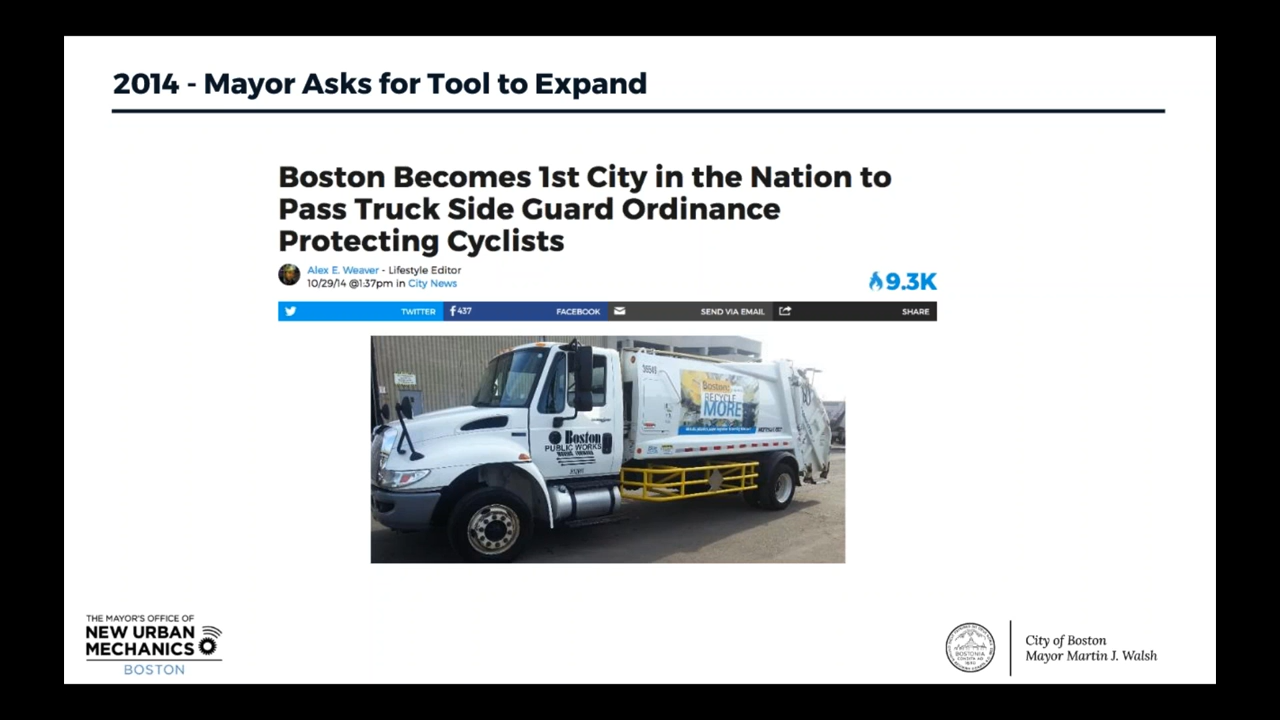 2014 - Mayor Asks for Tool to Expand
Boston Becomes 1st City in the Nation to
Pass Truck Side Guard Ordinance
Protecting Cyclists
Alex E. Weaver - Lifestyle Editor
10/29/14 @1:37pm in City News
9.3K
TWITTER
437 FACEBOOK
SEND VIA EMAIL
SHARE
Boston
RECYCLE
MORE
Boston
PUBLIC WORKS
THE MAYOR'S OFFICE OF
NEW URBAN
MECHANICS
BOSTON
BOSTONIA
City of Boston
Mayor Martin J. Walsh